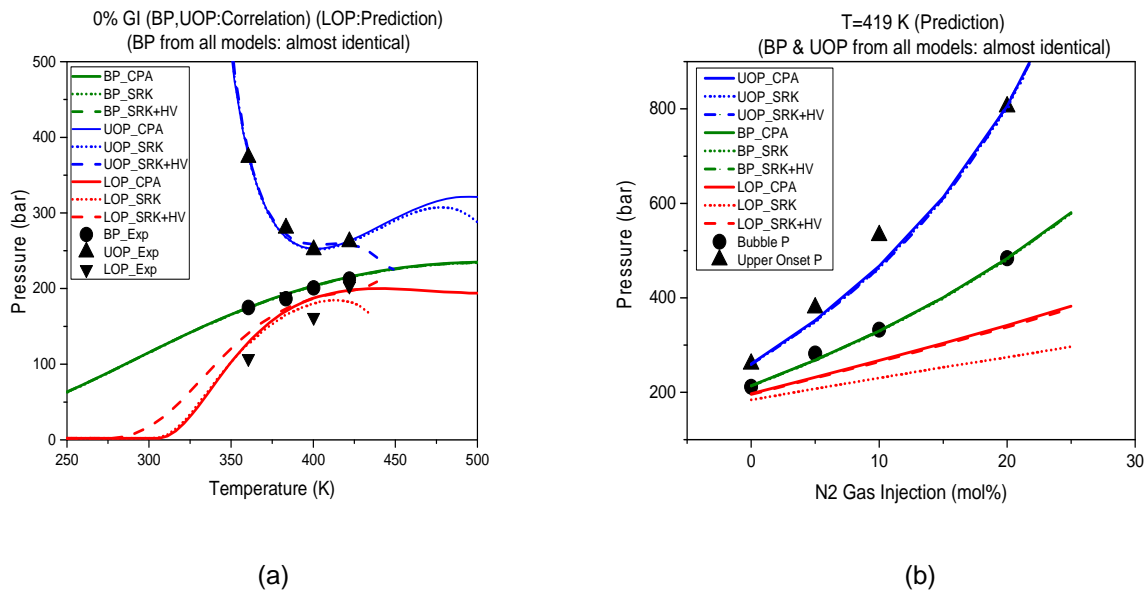 0% GI (BP,UOP:Correlation) (LOP:Prediction)
(BP from all models: almost identical)
500
400
300
200
100
0
250
300
350
400
450
500
Pressure (bar)
Temperature (K)
BP_CPA
BP_SRK
BP_SRK+HV
UOP_CPA
UOP_SRK
UOP_SRK+HV
LOP_CPA
LOP_SRK
LOP_SRK+HV
BP_Exp
UOP_Exp
LOP_Exp
(a)
T=419 K (Prediction)
(BP & UOP from all models: almost identical)
800
600
400
200
0
10
20
30
Pressure (bar)
N2 Gas Injection (mol%)
UOP_CPA
UOP_SRK
UOP_SRK+HV
BP_CPA
BP_SRK
BP_SRK+HV
LOP_CPA
LOP_SRK
LOP_SRK+HV
Bubble P
Upper Onset P
(b)